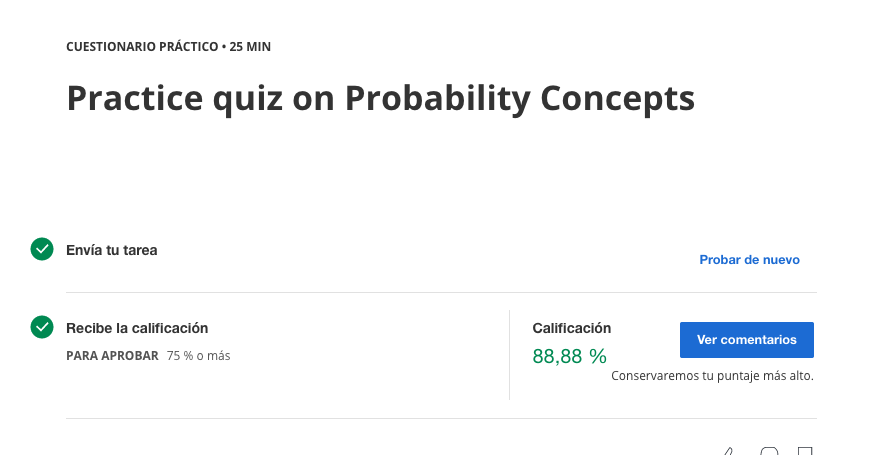 CUESTIONARIO PRÁCTICO • 25 MIN
Practice quiz on Probability Concepts
Envía tu tarea
Probar de nuevo
Recibe la calificación
PARA APROBAR 75 % o más
Calificación
88,88 %
Ver comentarios
Conservaremos tu puntaje más alto.